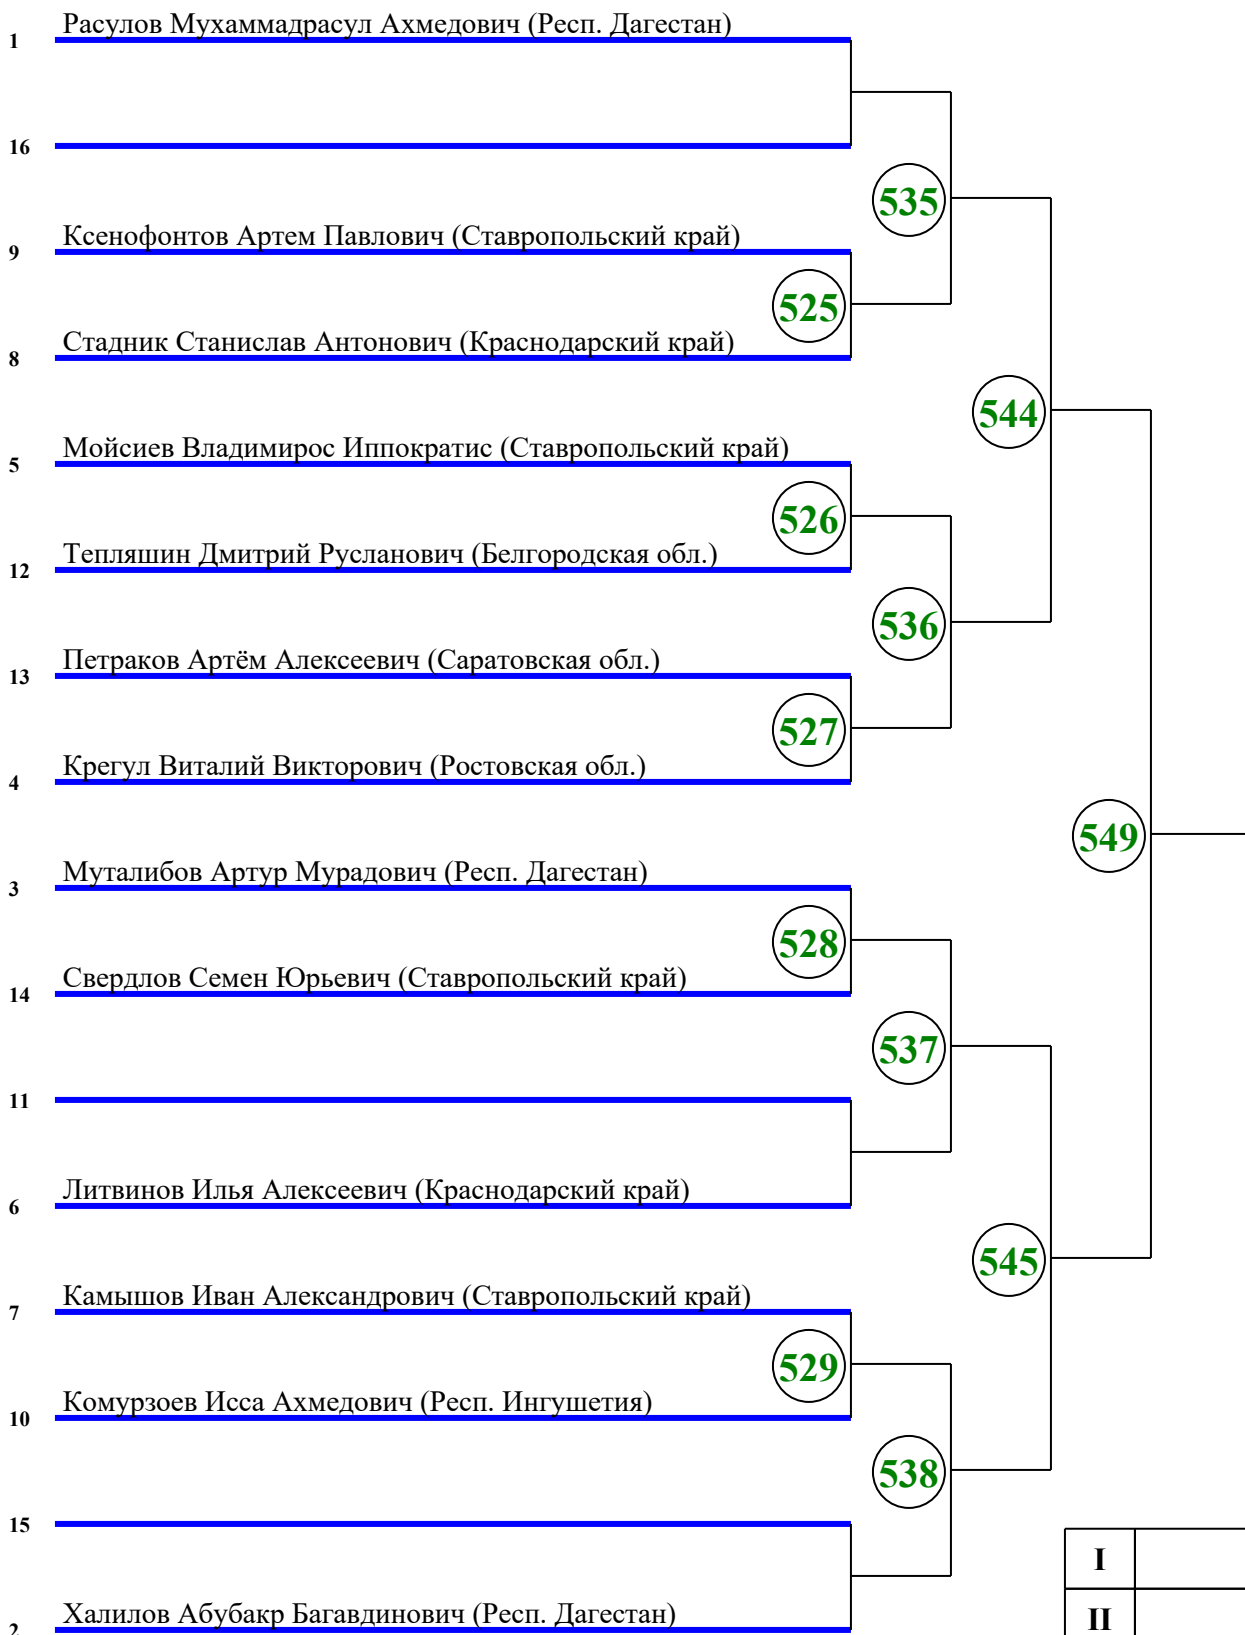 1 Расулов Мухаммадрасул Ахмедович (Респ. Дагестан)
16
535
9 Ксенофонтов Артем Павлович (Ставропольский край)
525
8 Стадник Станислав Антонович (Краснодарский край)
544
5 Мойсиев Владимирос Иппократис (Ставропольский край)
526
12 Тепляшин Дмитрий Русланович (Белгородская обл.)
536
13 Петраков Артём Алексеевич (Саратовская обл.)
527
4 Крегул Виталий Викторович (Ростовская обл.)
549
3 Муталибов Артур Мурадович (Респ. Дагестан)
528
14 Свердлов Семен Юрьевич (Ставропольский край)
537
11
6 Литвинов Илья Алексеевич (Краснодарский край)
545
7 Камышов Иван Александрович (Ставропольский край)
529
10 Комурзоев Исса Ахмедович (Респ. Ингушетия)
538
15
I
2 Халилов Абубакр Багавдинович (Респ. Дагестан)
II